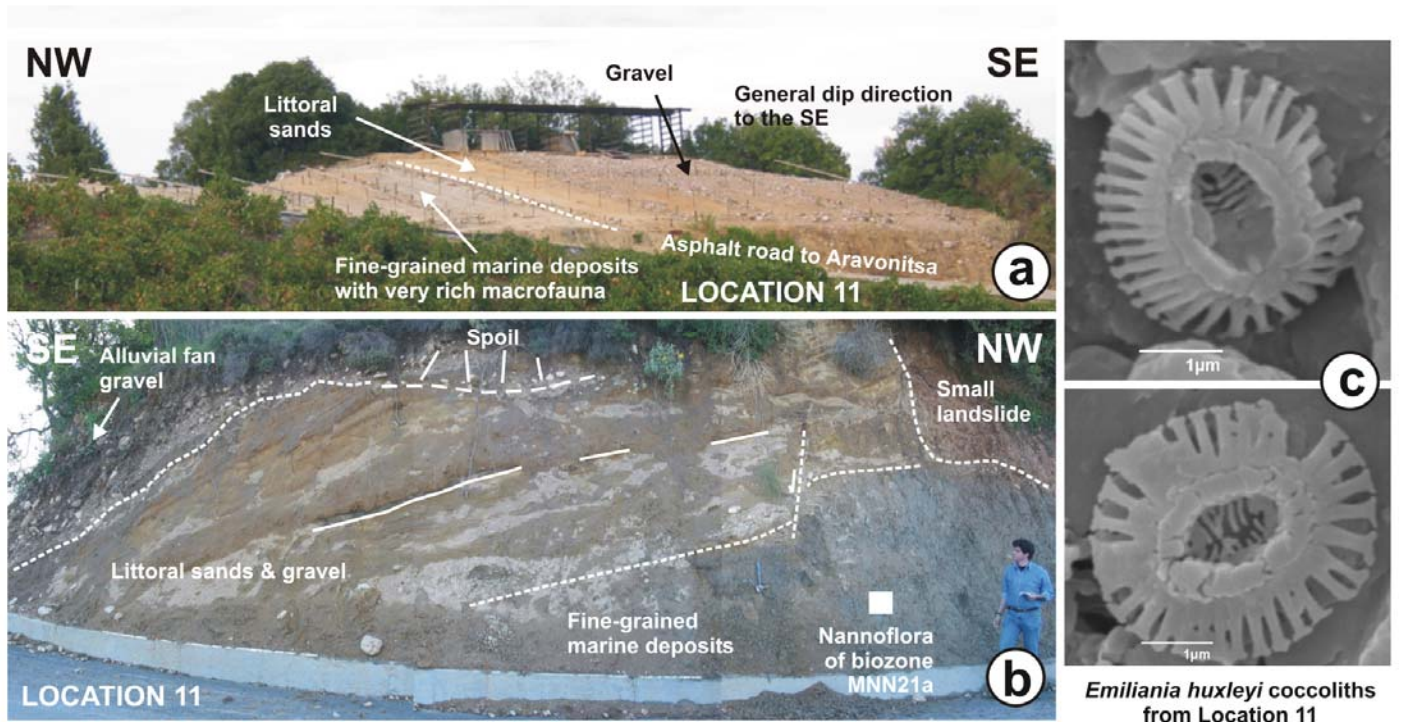 NW
SE
Gravel
Littoral
sands
General dip direction
to the SE
Fine-grained marine deposits
with very rich macrofauna
Asphalt road to Aravonitsa
LOCATION 11
a
SE
Alluvial fan
gravel
Spoil
NW
Small
landslide
Littoral sands & gravel
Fine-grained
marine deposits
Nannoflora
of biozone
MNN21a
LOCATION 11
b
1µm
c
1µm
Emiliania huxleyi coccoliths
from Location 11